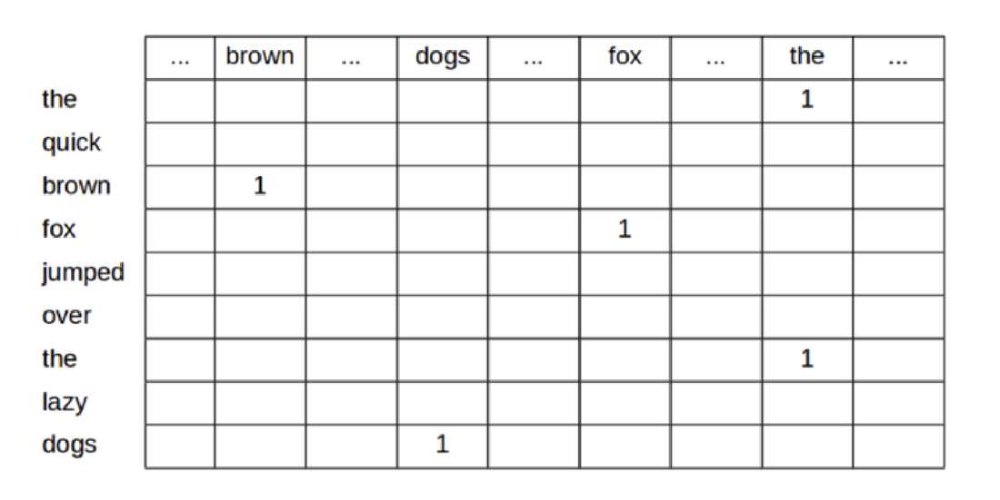 ... brown ... dogs ... fox ... the ...
the 1
quick
brown 1
fox 1
jumped
over
the 1
lazy
dogs 1